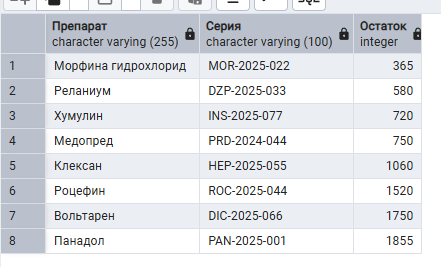 SQL
Препарат Серия Остаток
character varying (255) character varying (100) integer
1 Морфина гидрохлорид MOR-2025-022 365
2 Реланиум DZP-2025-033 580
3 Хумулин INS-2025-077 720
4 Медопред PRD-2024-044 750
5 Клексан HEP-2025-055 1060
6 Роцефин ROC-2025-044 1520
7 Вольтарен DIC-2025-066 1750
8 Панадол PAN-2025-001 1855